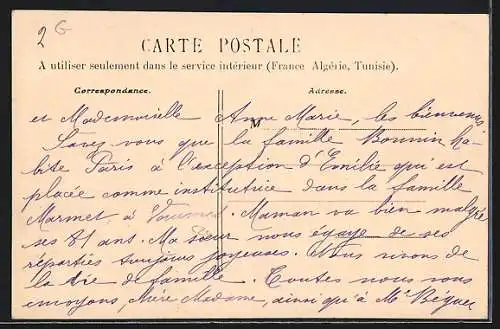 2 G
CARTE POSTALE
A utiliser seulement dans le service intérieur (France Algérie, Tunisie).
Correspondance. Adresse.
et Mademoiselle Anne Marie, les bienvenus
M
Savez-vous que la famille Bonnin ha-
bite Paris à l'exception d'Emilie qui est
placée comme institutrice dans la famille
Marmet, à . Maman va bien malgré
ses 81 ans. Ma sœur nous égaye de ses
réparties toujours joyeuses. Nous vivons de
la vie de famille. Toutes nous vous
envoyons, chère Madame, ainsi qu'à Mr Béguer